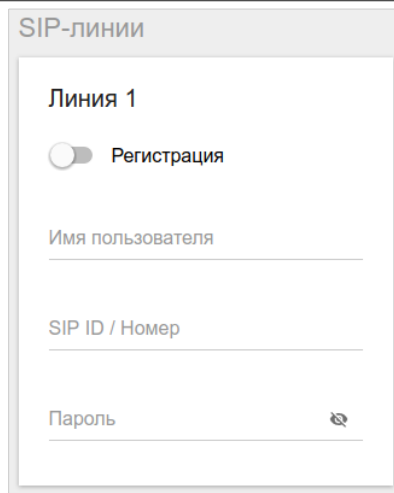 SIP-линии
Линия 1
Регистрация
Имя пользователя
SIP ID / Номер
Пароль